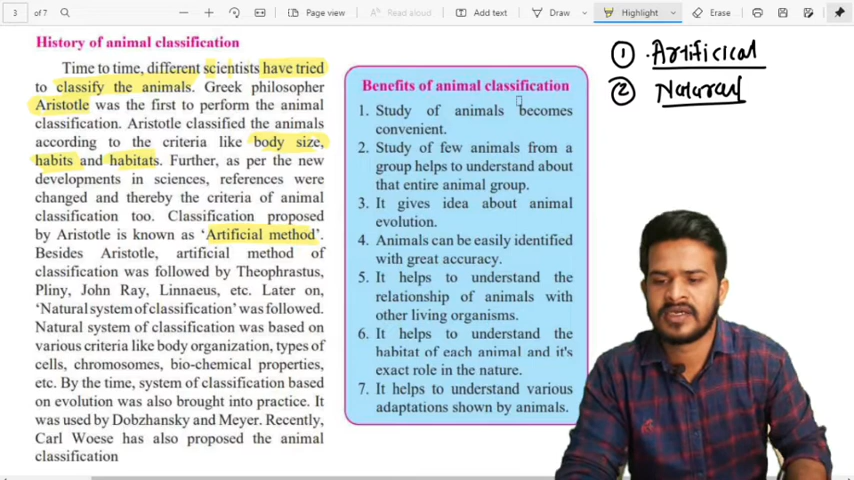 3 of 7
Page view
Read aloud
Add text
Draw
Highlight
Erase
History of animal classification
Time to time, different scientists have tried
to classify the animals. Greek philosopher
Aristotle was the first to perform the animal
classification. Aristotle classified the animals
according to the criteria like body size,
habits and habitats. Further, as per the new
developments in sciences, references were
changed and thereby the criteria of animal
classification too. Classification proposed
by Aristotle is known as ‘Artificial method’.
Besides Aristotle, artificial method of
classification was followed by Theophrastus,
Pliny, John Ray, Linnaeus, etc. Later on,
‘Natural system of classification’ was followed.
Natural system of classification was based on
various criteria like body organization, types of
cells, chromosomes, bio-chemical properties,
etc. By the time, system of classification based
on evolution was also brought into practice. It
was used by Dobzhansky and Meyer. Recently,
Carl Woese has also proposed the animal
classification
Benefits of animal classification
1. Study of animals becomes
convenient.
2. Study of few animals from a
group helps to understand about
that entire animal group.
3. It gives idea about animal
evolution.
4. Animals can be easily identified
with great accuracy.
5. It helps to understand the
relationship of animals with
other living organisms.
6. It helps to understand the
habitat of each animal and it's
exact role in the nature.
7. It helps to understand various
adaptations shown by animals.
① Artificial
② Natural